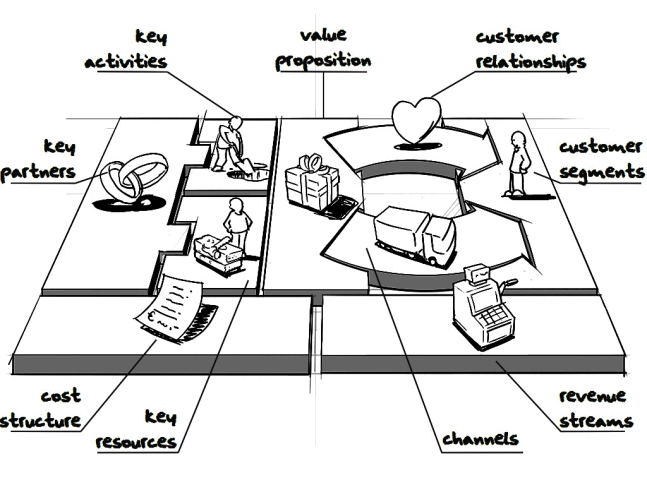 key
activities
value
proposition
customer
relationships
key
partners
customer
segments
cost
structure
key
resources
channels
revenue
streams